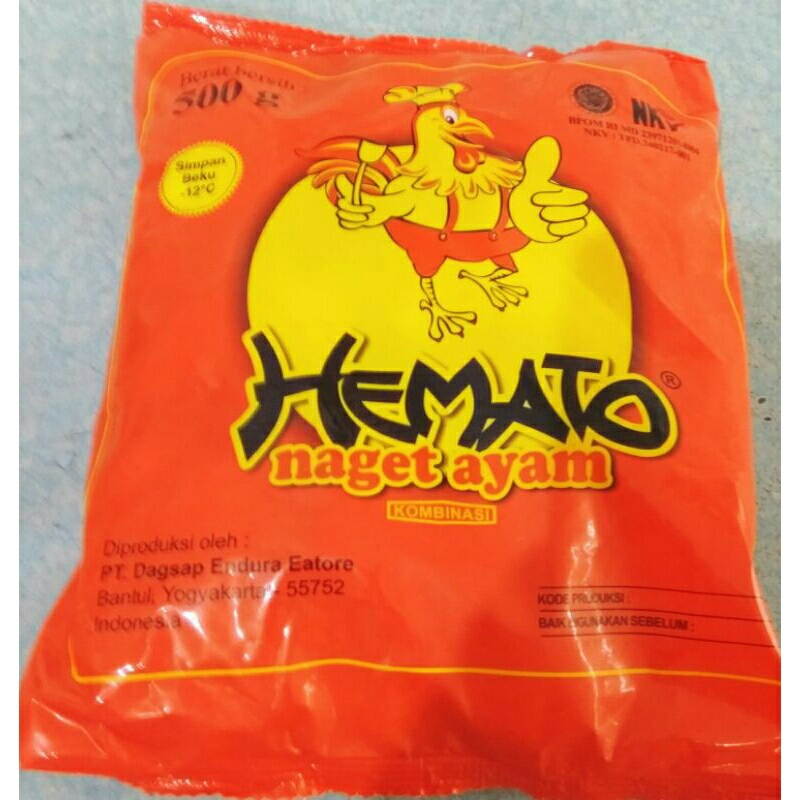 Berat bersih
500 g
Simpan
Beku
-12°C
NKV
BPOM RI MD
HEMATO ®
naget ayam
KOMBINASI
Diproduksi oleh :
PT. Dagsap Endura Eatore
Bantul, Yogyakarta - 55752
Indonesia
KODE PRODUKSI :
BAIK DIGUNAKAN SEBELUM :